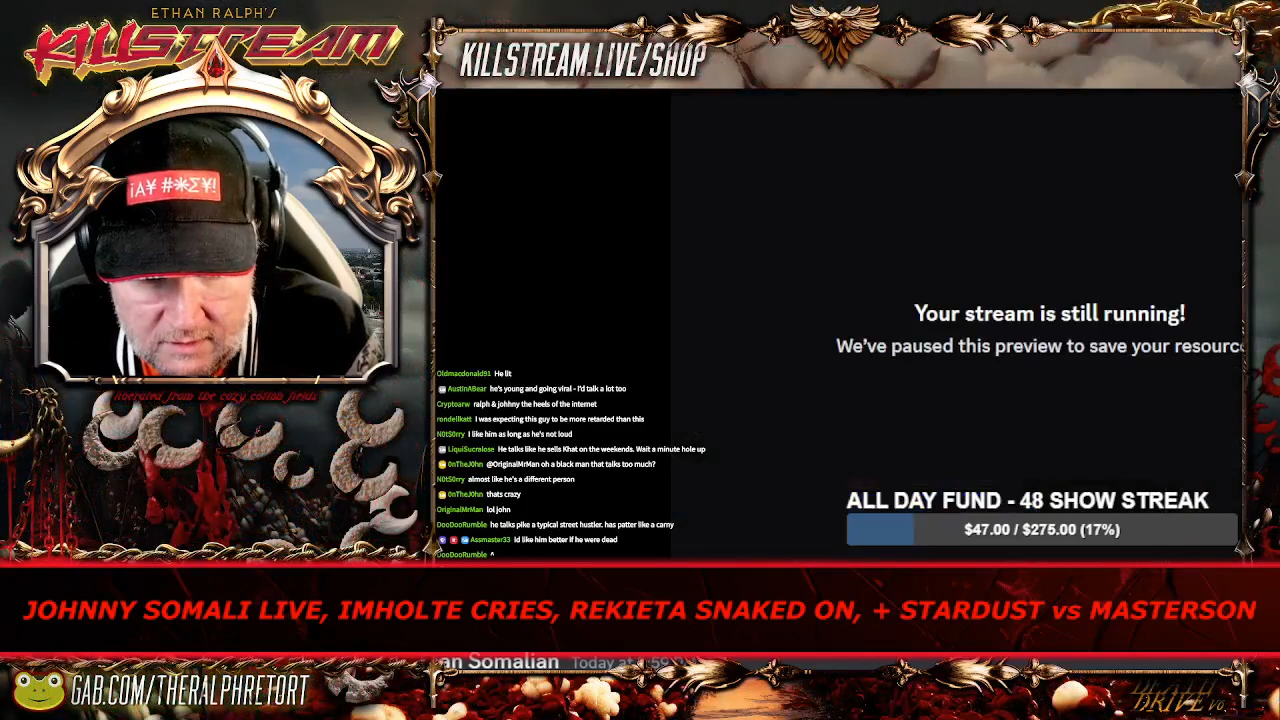 ETHAN RALPH'S
KILLSTREAM
KILLSTREAM.LIVE/SHOP
¡A¥ #*Σ¥!
Your stream is still running!
We've paused this preview to save your resourc
liberated from the cozy collab fields
Oldmacdonald91 He lit
AustinABear he's young and going viral - I'd talk a lot too
Cryptoarw ralph & johhny the heels of the internet
rondellkatt I was expecting this guy to be more retarded than this
N0tS0rry I like him as long as he's not loud
LiquiSucralose He talks like he sells Khat on the weekends. Wait a minute hole up
0nTheJ0hn @OriginalMrMan oh a black man that talks too much?
N0tS0rry almost like he's a different person
0nTheJ0hn thats crazy
OriginalMrMan lol john
DooDooRumble he talks pike a typical street hustler. has patter like a carny
Assmaster33 Id like him better if he were dead
DooDooRumble ^
ALL DAY FUND - 48 SHOW STREAK
$47.00 / $275.00 (17%)
JOHNNY SOMALI LIVE, IMHOLTE CRIES, REKIETA SNAKED ON, + STARDUST vs MASTERSON
an Somalian Today at
GAB.COM/THERALPHRETORT